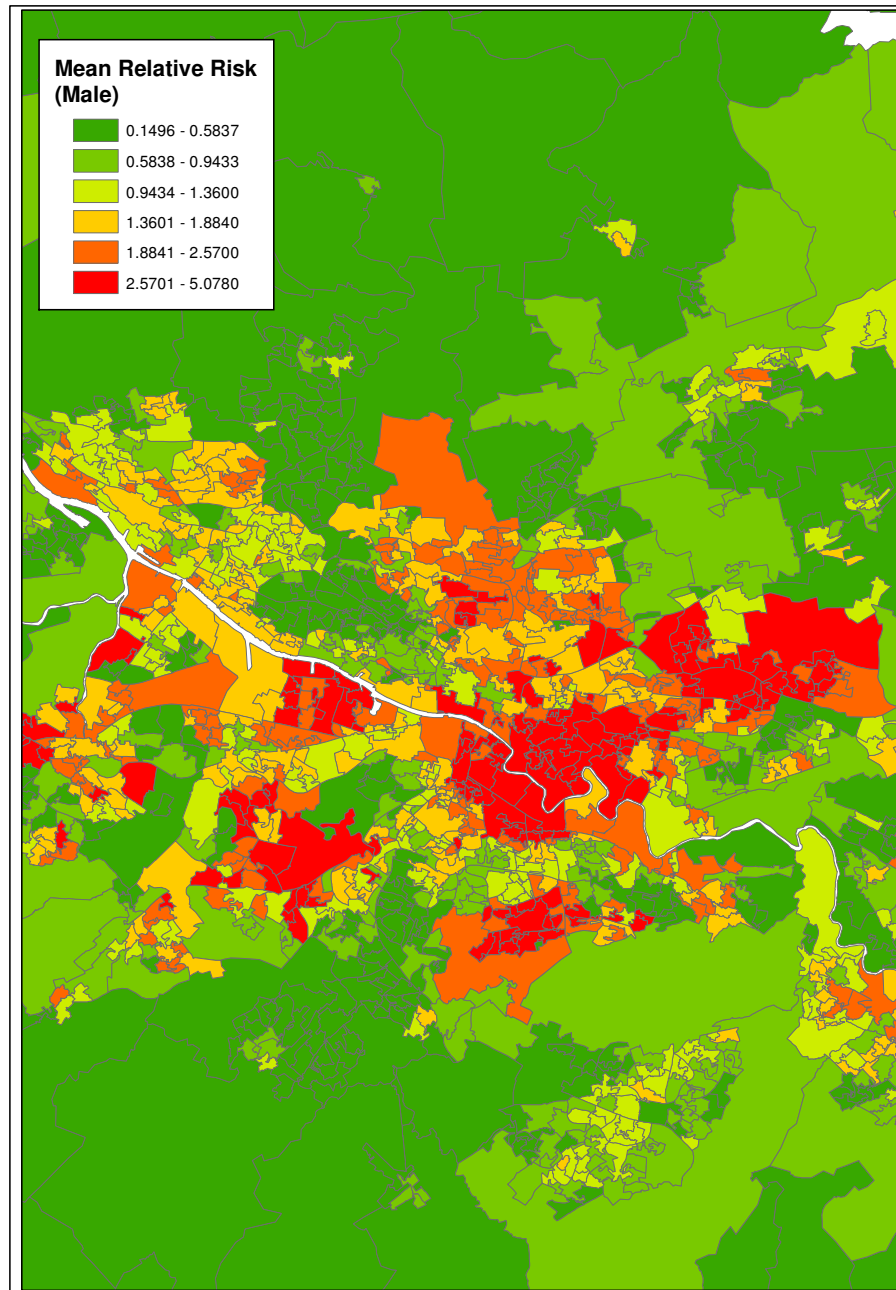 Mean Relative Risk
(Male)
0.1496 - 0.5837
0.5838 - 0.9433
0.9434 - 1.3600
1.3601 - 1.8840
1.8841 - 2.5700
2.5701 - 5.0780